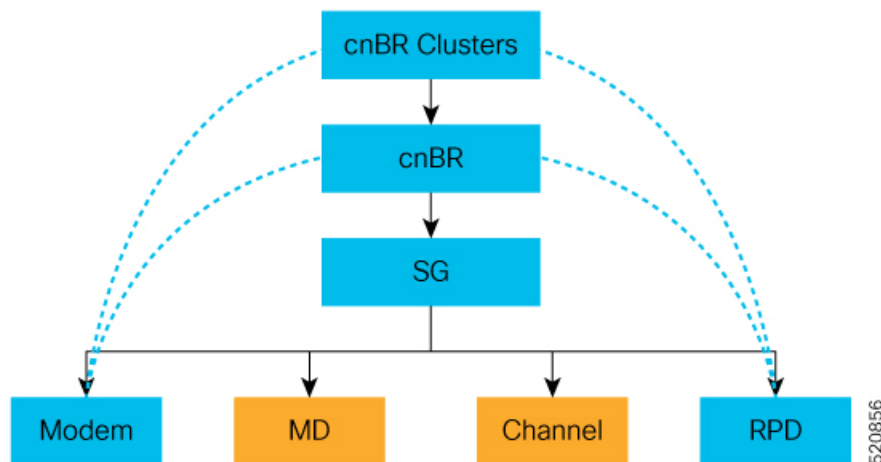 cnBR Clusters
cnBR
SG
Modem
MD
Channel
RPD
520856